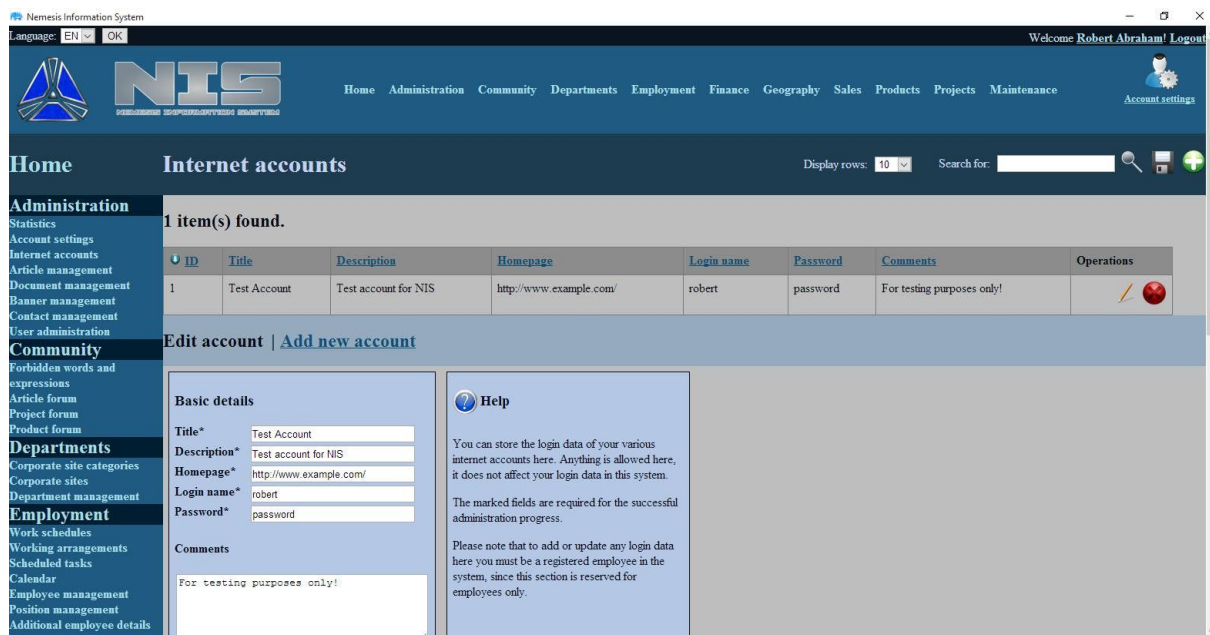 Nemesis Information System
Language: EN OK
Welcome Robert Abraham! Logout
NIS
NEMESIS INFORMATION SYSTEM
Home Administration Community Departments Employment Finance Geography Sales Products Projects Maintenance
Account settings
Home
Internet accounts
Display rows: 10 Search for:
Administration
Statistics
Account settings
Internet accounts
Article management
Document management
Banner management
Contact management
User administration
Community
Forbidden words and
expressions
Article forum
Project forum
Product forum
Departments
Corporate site categories
Corporate sites
Department management
Employment
Work schedules
Working arrangements
Scheduled tasks
Calendar
Employee management
Position management
Additional employee details
1 item(s) found.
ID Title Description Homepage Login name Password Comments Operations
1 Test Account Test account for NIS http://www.example.com/ robert password For testing purposes only!
Edit account | Add new account
Basic details
Title* Test Account
Description* Test account for NIS
Homepage* http://www.example.com/
Login name* robert
Password* password
Comments
For testing purposes only!
? Help
You can store the login data of your various
internet accounts here. Anything is allowed here,
it does not affect your login data in this system.
The marked fields are required for the successful
administration progress.
Please note that to add or update any login data
here you must be a registered employee in the
system, since this section is reserved for
employees only.